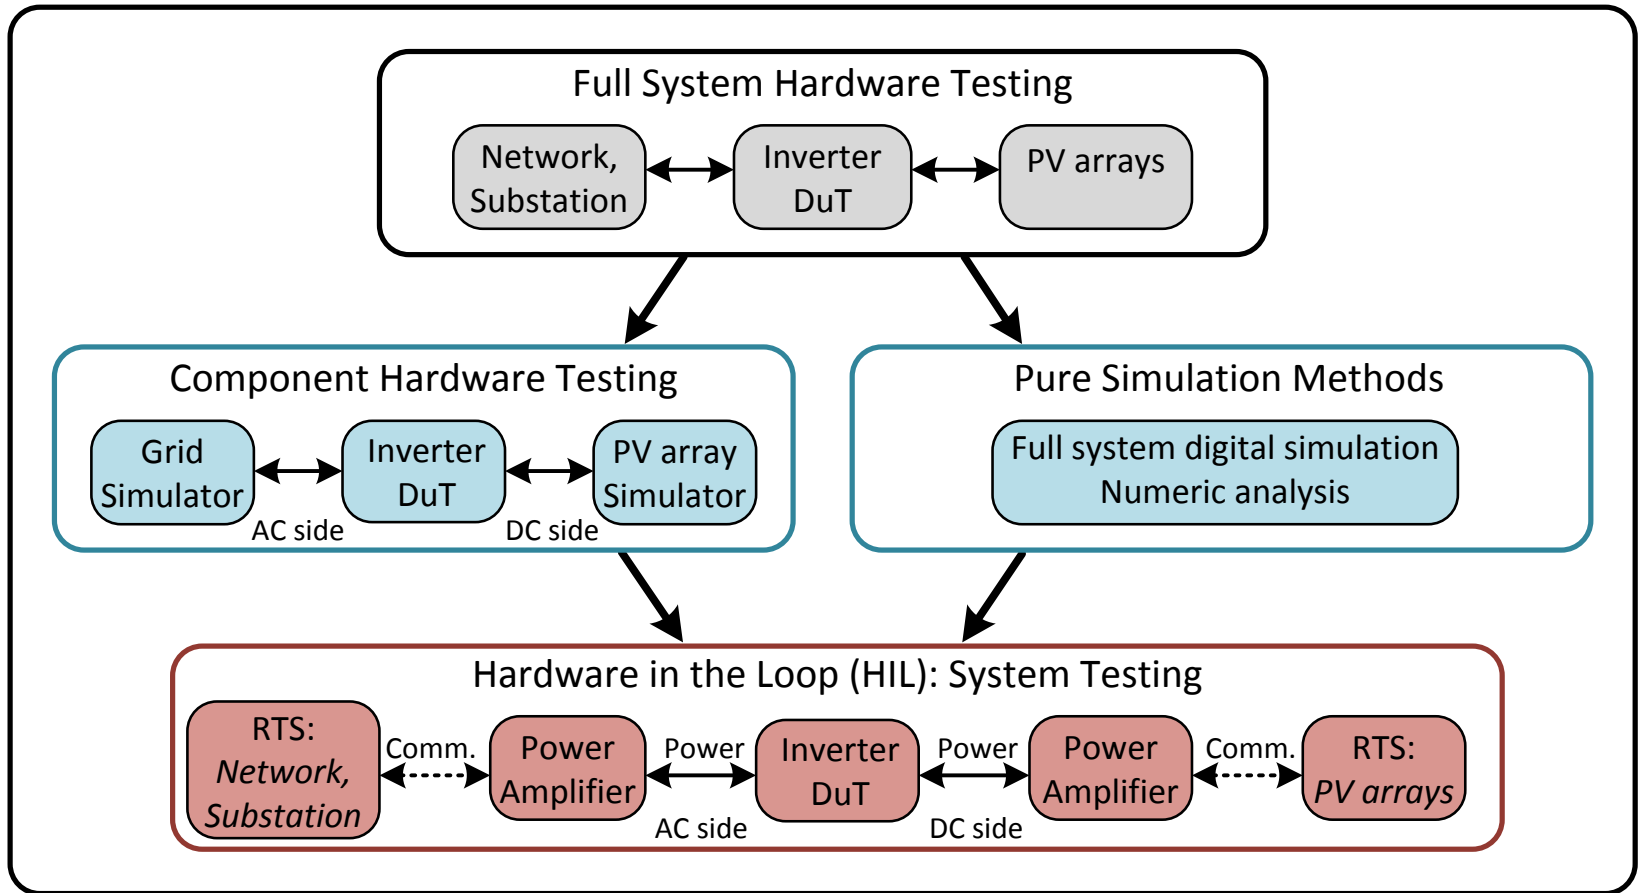 Full System Hardware Testing
Network,
Substation
Inverter
DuT
PV arrays
Component Hardware Testing
Grid
Simulator
Inverter
DuT
PV array
Simulator
AC side
DC side
Pure Simulation Methods
Full system digital simulation
Numeric analysis
Hardware in the Loop (HIL): System Testing
RTS:
Network,
Substation
Comm.
Power
Amplifier
Power
AC side
Inverter
DuT
Power
DC side
Power
Amplifier
Comm.
RTS:
PV arrays